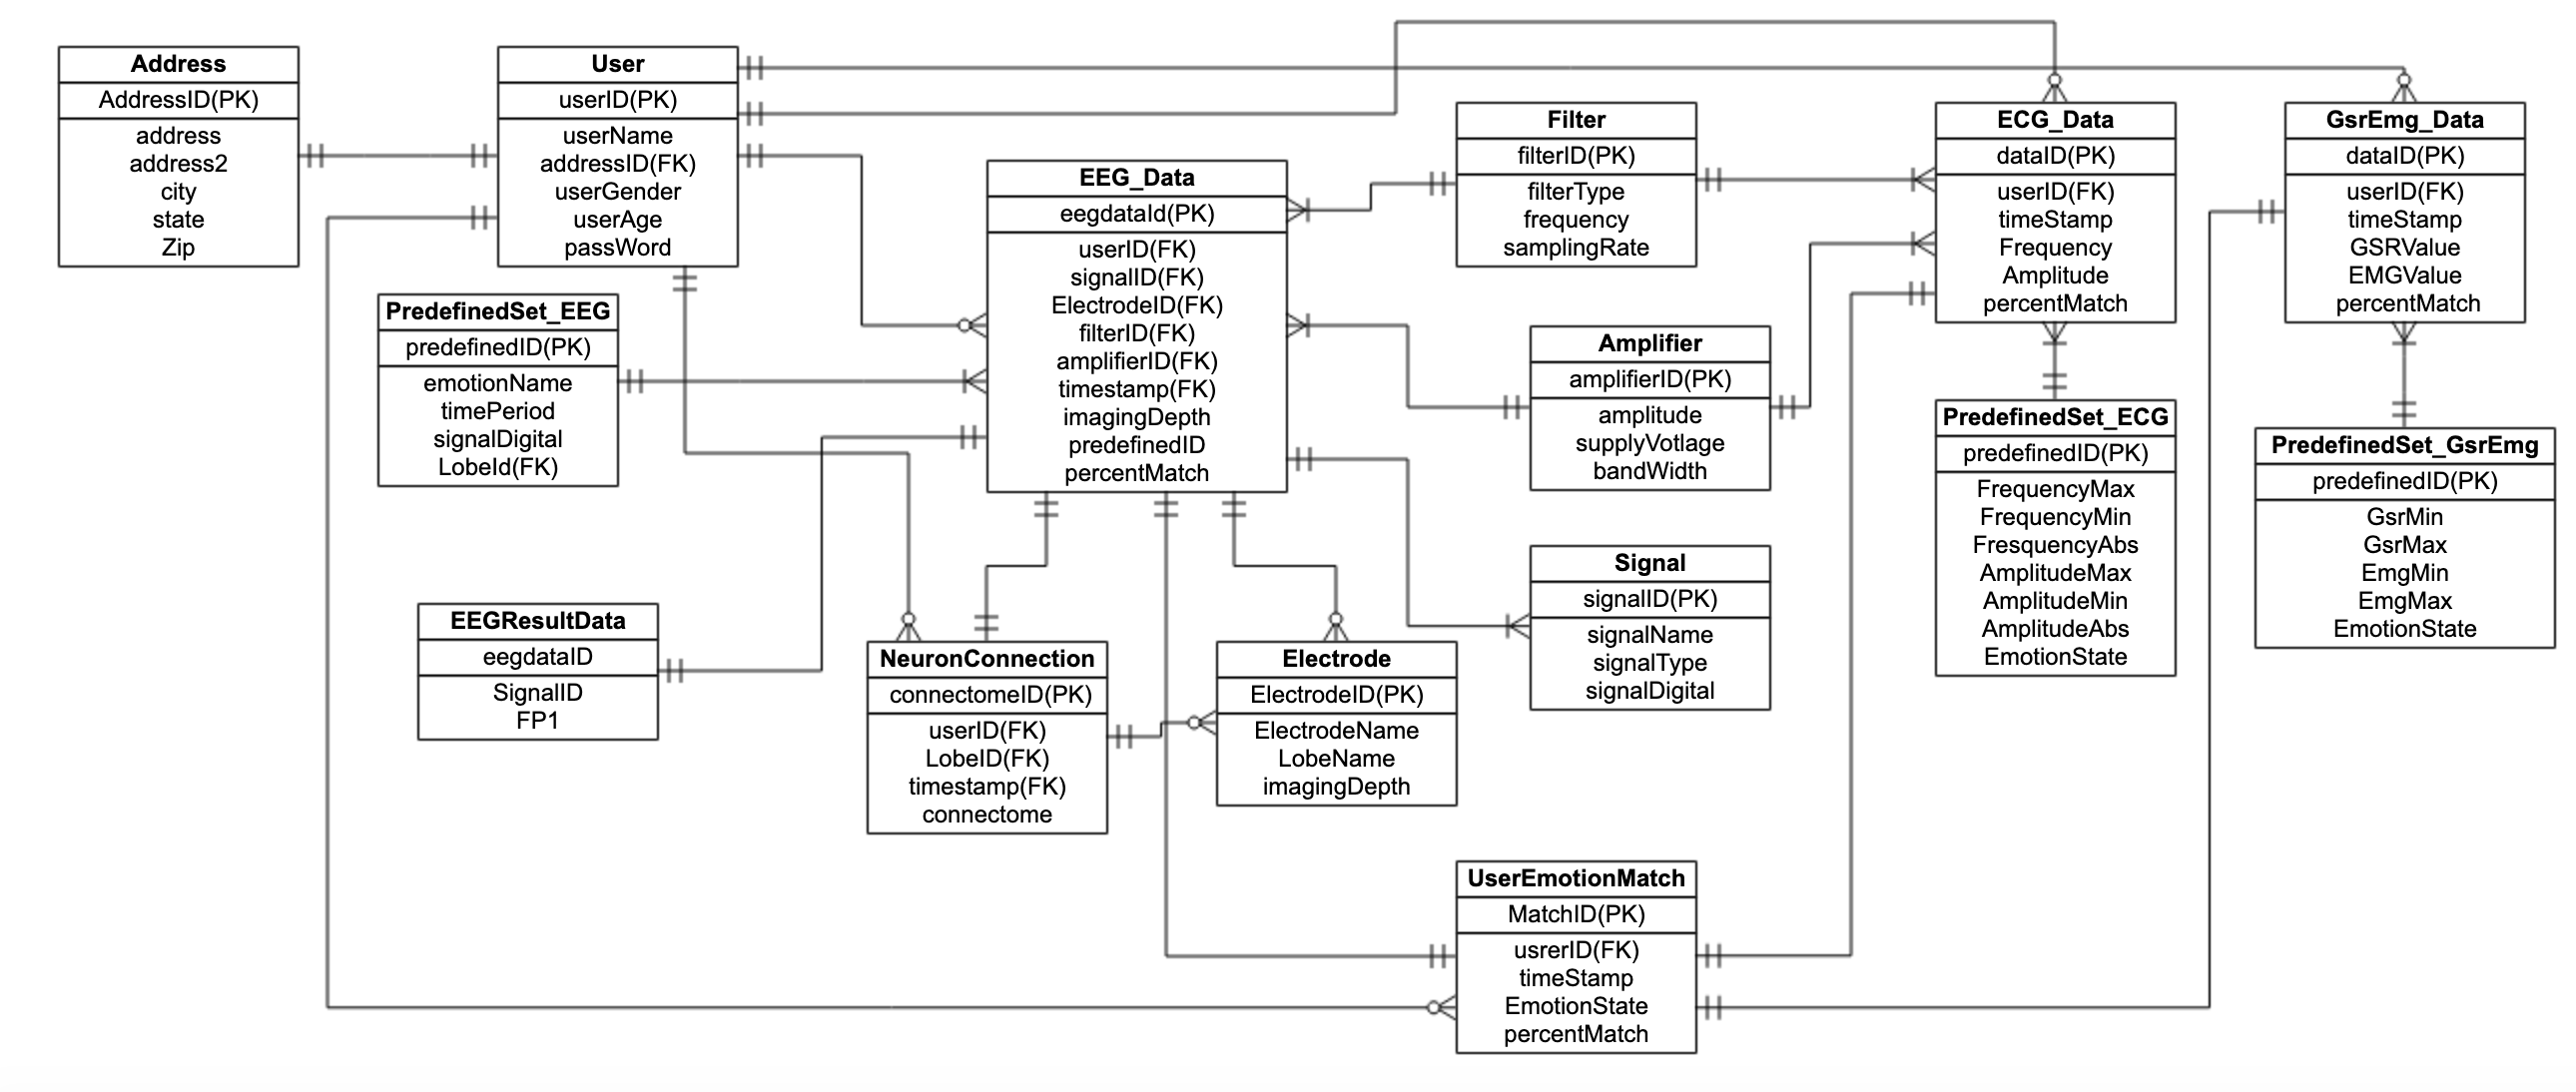 Address
AddressID(PK)
address
address2
city
state
Zip
User
userID(PK)
userName
addressID(FK)
userGender
userAge
passWord
PredefinedSet_EEG
predefinedID(PK)
emotionName
timePeriod
signalDigital
LobeId(FK)
EEGResultData
eegdataID
SignalID
FP1
EEG_Data
eegdataId(PK)
userID(FK)
signalID(FK)
ElectrodeID(FK)
filterID(FK)
amplifierID(FK)
timestamp(FK)
imagingDepth
predefinedID
percentMatch
NeuronConnection
connectomeID(PK)
userID(FK)
LobeID(FK)
timestamp(FK)
connectome
Electrode
ElectrodeID(PK)
ElectrodeName
LobeName
imagingDepth
Filter
filterID(PK)
filterType
frequency
samplingRate
Amplifier
amplifierID(PK)
amplitude
supplyVotlage
bandWidth
Signal
signalID(PK)
signalName
signalType
signalDigital
UserEmotionMatch
MatchID(PK)
usrerID(FK)
timeStamp
EmotionState
percentMatch
ECG_Data
dataID(PK)
userID(FK)
timeStamp
Frequency
Amplitude
percentMatch
PredefinedSet_ECG
predefinedID(PK)
FrequencyMax
FrequencyMin
FresquencyAbs
AmplitudeMax
AmplitudeMin
AmplitudeAbs
EmotionState
GsrEmg_Data
dataID(PK)
userID(FK)
timeStamp
GSRValue
EMGValue
percentMatch
PredefinedSet_GsrEmg
predefinedID(PK)
GsrMin
GsrMax
EmgMin
EmgMax
EmotionState